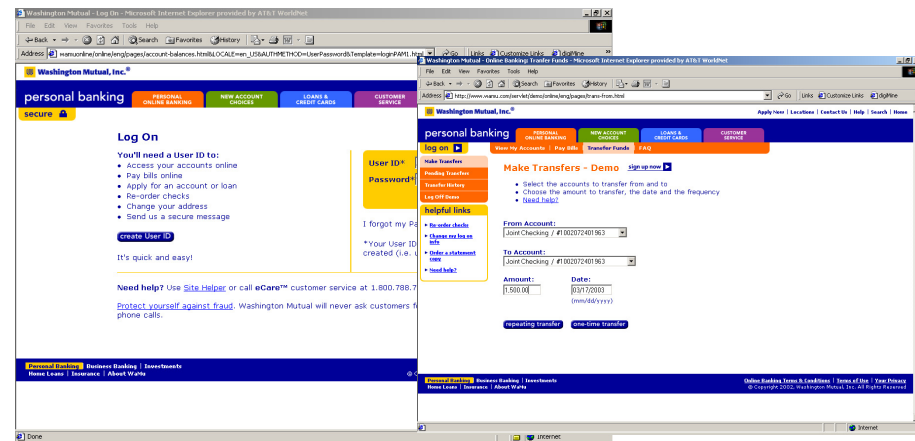 Washington Mutual - Log On - Microsoft Internet Explorer provided by AT&T WorldNet
File Edit View Favorites Tools Help
Back Search Favorites History
Address wamuonline/online/eng/pages/account-balances.html&LOCALE=en_US&AUTHMETHOD=UserPassword&Template=loginPAM1.html Go Links Customize Links digiMine
Washington Mutual, Inc.®
personal banking
PERSONAL ONLINE BANKING
NEW ACCOUNT CHOICES
LOANS & CREDIT CARDS
CUSTOMER SERVICE
secure
Log On
You'll need a User ID to:
• Access your accounts online
• Pay bills online
• Apply for an account or loan
• Re-order checks
• Change your address
• Send us a secure message
create User ID
It's quick and easy!
User ID*
Password*
I forgot my Pa
*Your User ID
created (i.e. u
Need help? Use Site Helper or call eCare™ customer service at 1.800.788.7
Protect yourself against fraud. Washington Mutual will never ask customers f
phone calls.
Personal Banking Business Banking | Investments
Home Loans | Insurance | About WaMu
Done
Internet
Washington Mutual - Online Banking: Tranfer Funds - Microsoft Internet Explorer provided by AT&T WorldNet
File Edit View Favorites Tools Help
Back Search Favorites History
Address http://www.wamu.com/servlet/demo/online/eng/pages/trans-from.html Go Links Customize Links digiMine
Washington Mutual, Inc.®
Apply Now | Locations | Contact Us | Help | Search | Home
personal banking
PERSONAL ONLINE BANKING
NEW ACCOUNT CHOICES
LOANS & CREDIT CARDS
CUSTOMER SERVICE
log on
View My Accounts | Pay Bills | Transfer Funds | FAQ
Make Transfers
Pending Transfers
Transfer History
Log Off Demo
helpful links
Re-order checks
Change my log on
info
Order a statement
copy
Need help?
Make Transfers - Demo sign up now
• Select the accounts to transfer from and to
• Choose the amount to transfer, the date and the frequency
• Need help?
From Account:
Joint Checking / #1002072401963
To Account:
Joint Checking / #1002072401963
Amount: Date:
1,500.00 03/17/2003
(mm/dd/yyyy)
repeating transfer one-time transfer
Personal Banking Business Banking | Investments
Home Loans | Insurance | About WaMu
Online Banking Terms & Conditions | Terms of Use | Your Privacy
© Copyright 2002, Washington Mutual, Inc. All Rights Reserved
Internet